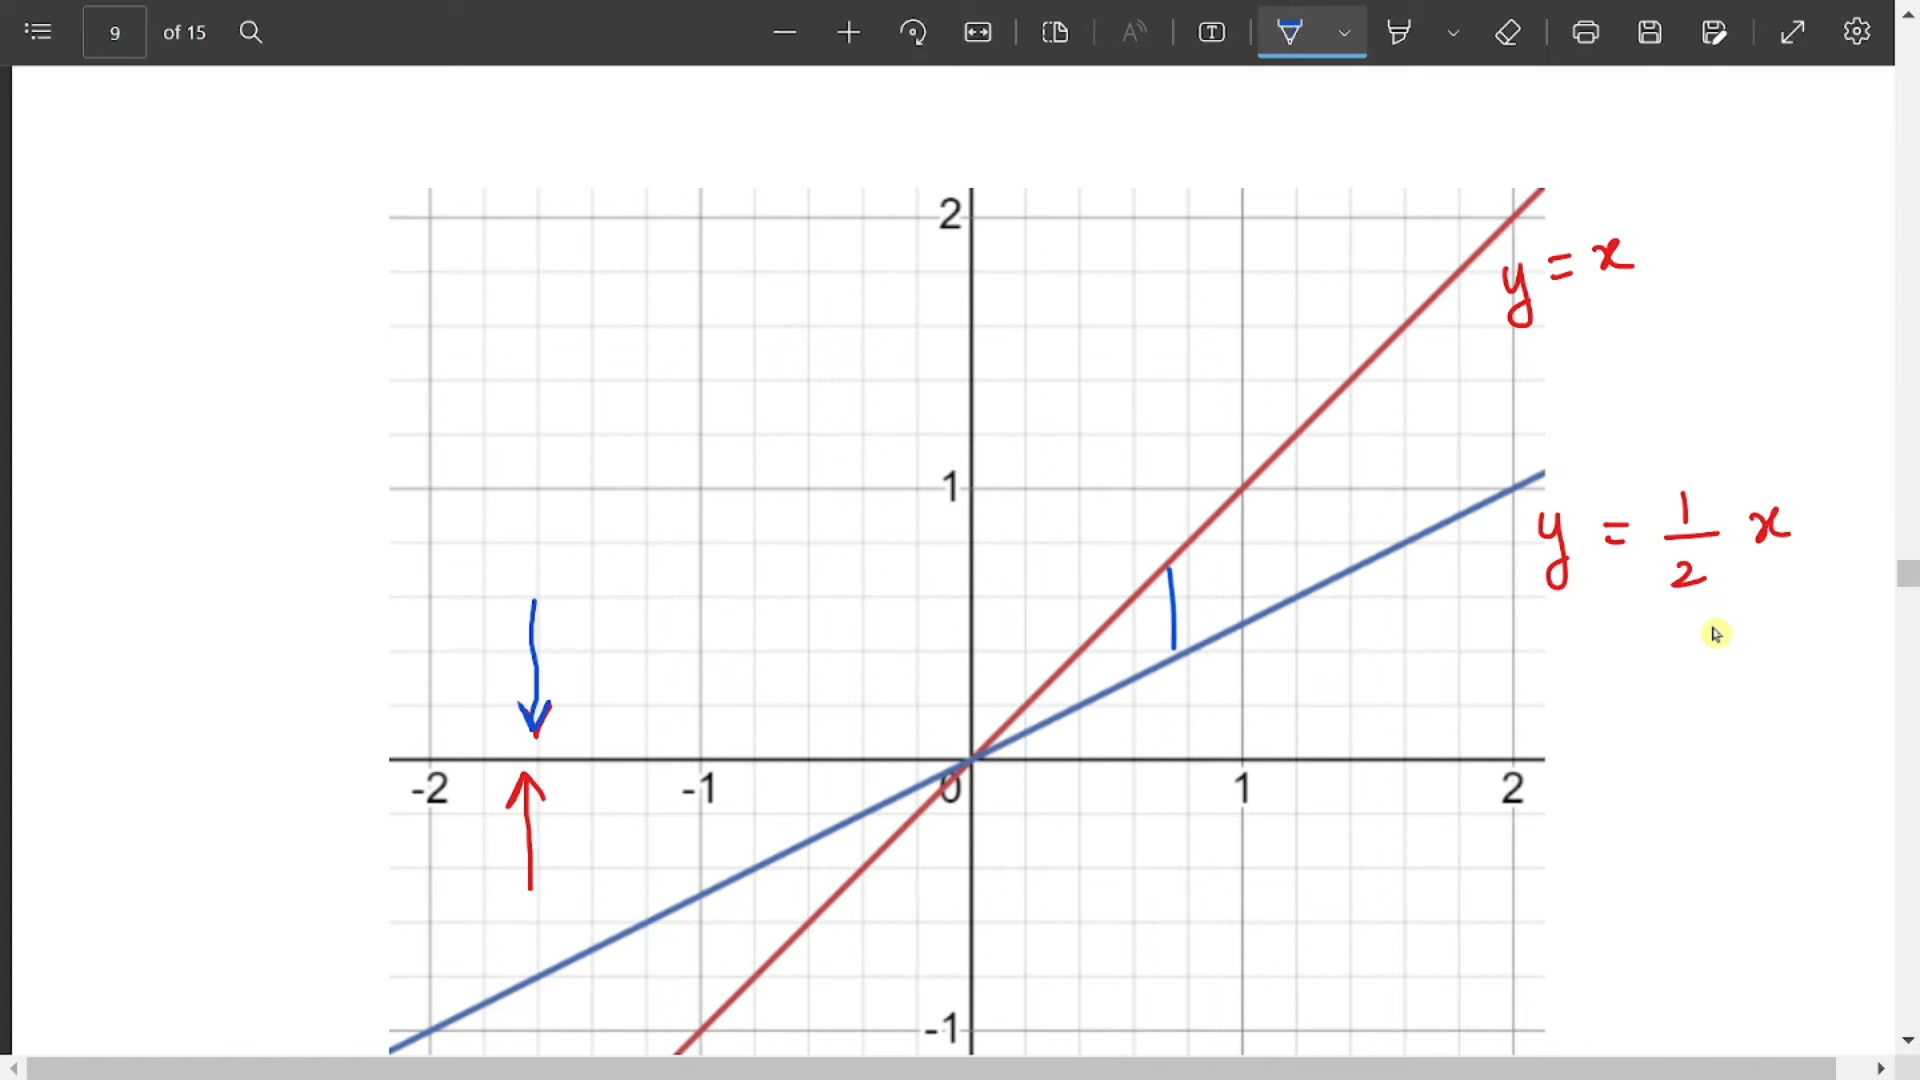 9 of 15
2
y = x
1
y = 1/2 x
-2 -1 0 1 2
-1